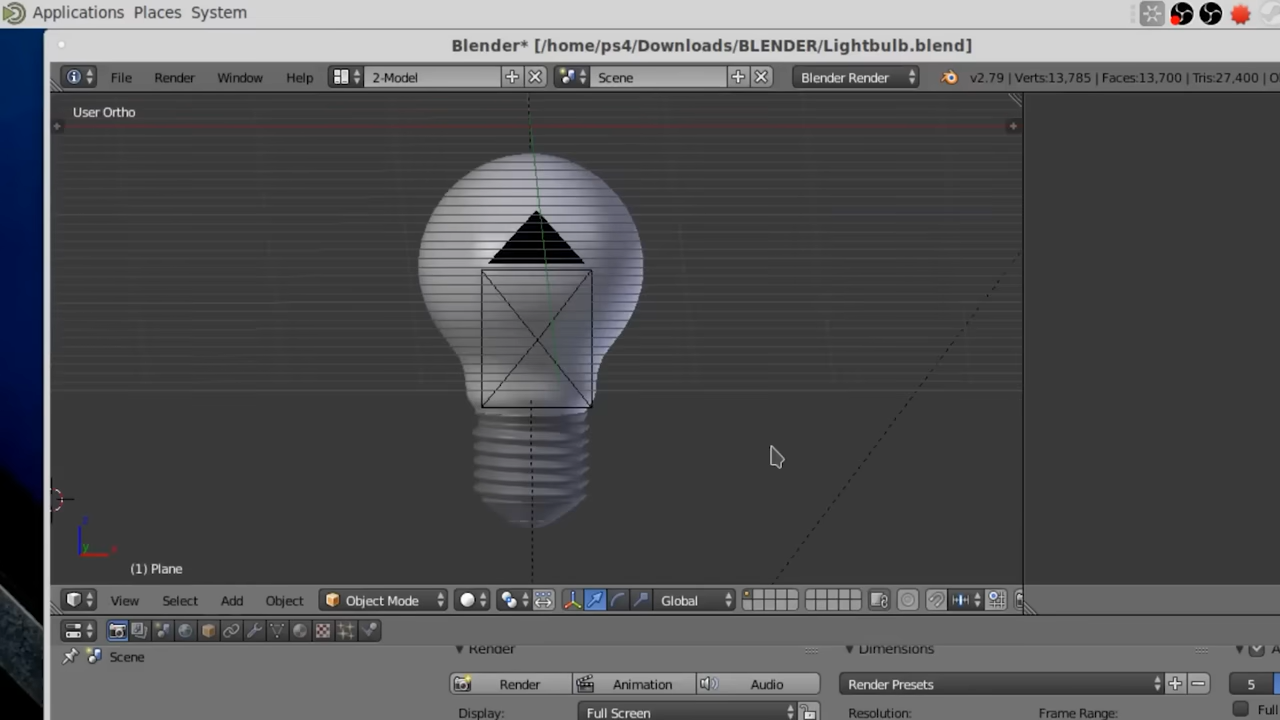 Applications Places System
Blender* [/home/ps4/Downloads/BLENDER/Lightbulb.blend]
File Render Window Help 2-Model Scene Blender Render v2.79 | Verts:13,785 | Faces:13,700 | Tris:27,400 | O
User Ortho
z
y x
(1) Plane
View Select Add Object Object Mode Global
Scene
Render Dimensions A
Render Animation Audio Render Presets 5
Display: Full Screen Resolution: Frame Range: Full